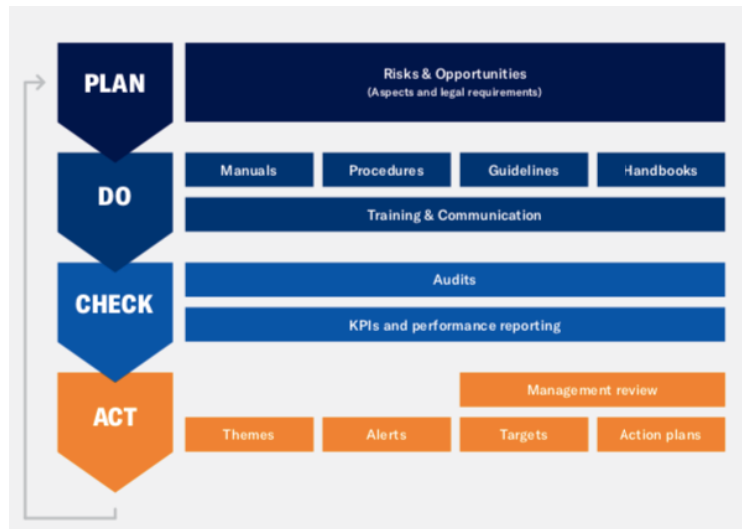 PLAN
Risks & Opportunities
(Aspects and legal requirements)
DO
Manuals
Procedures
Guidelines
Handbooks
Training & Communication
CHECK
Audits
KPIs and performance reporting
ACT
Management review
Themes
Alerts
Targets
Action plans